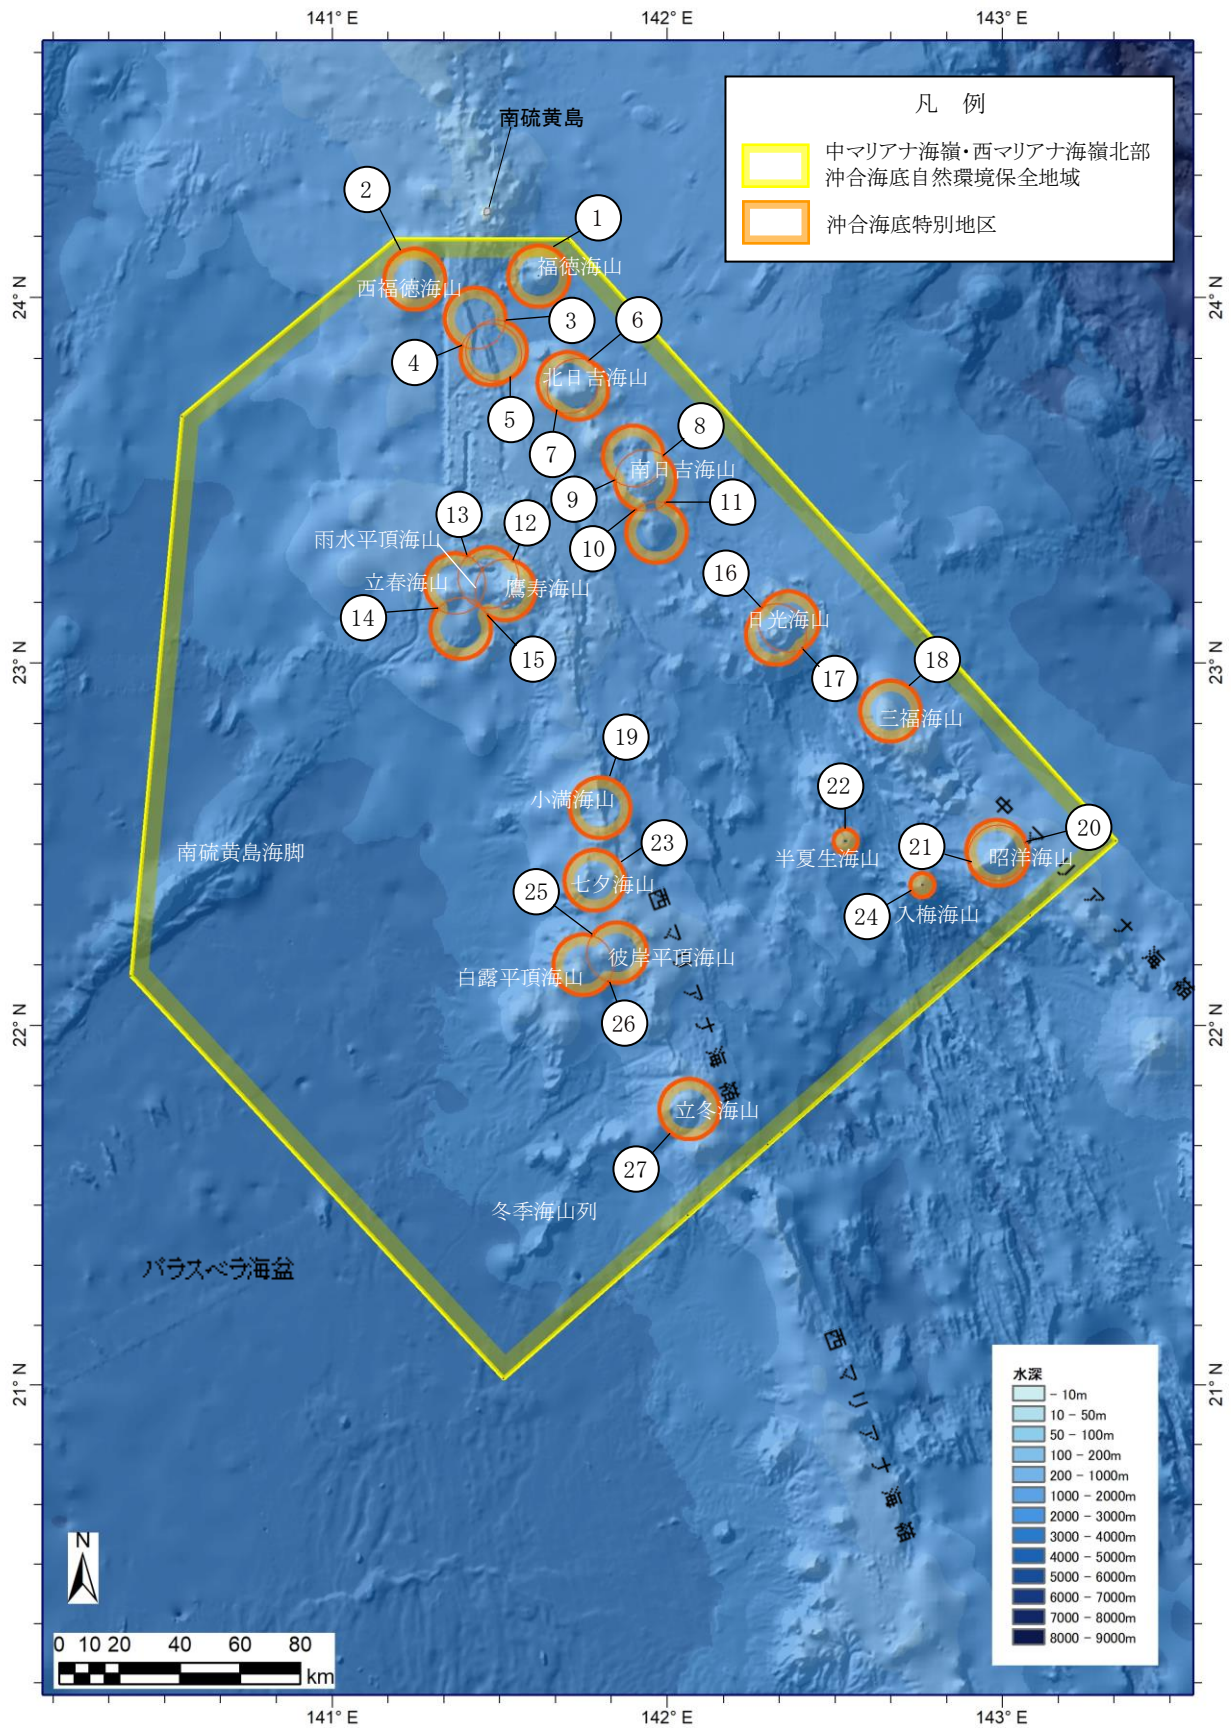 141° E
142° E
143° E
南硫黄島
凡 例
中マリアナ海嶺・西マリアナ海嶺北部
沖合海底自然環境保全地域
沖合海底特別地区
2
1
福徳海山
西福徳海山
24° N
24° N
3
6
4
北日吉海山
5
7
8
南日吉海山
9
11
10
13
12
雨水平頂海山
立春海山
鷹寿海山
14
15
16
日光海山
17
18
三福海山
23° N
23° N
19
小満海山
22
半夏生海山
21
20
昭洋海山
24
入梅海山
中マリアナ海嶺
南硫黄島海脚
23
七夕海山
25
西マリアナ海嶺
彼岸平頂海山
白露平頂海山
26
22° N
22° N
立冬海山
27
冬季海山列
パラスベラ海盆
西マリアナ海嶺
21° N
21° N
水深
- 10m
10 - 50m
50 - 100m
100 - 200m
200 - 1000m
1000 - 2000m
2000 - 3000m
3000 - 4000m
4000 - 5000m
5000 - 6000m
6000 - 7000m
7000 - 8000m
8000 - 9000m
N
0 10 20 40 60 80
km
141° E
142° E
143° E